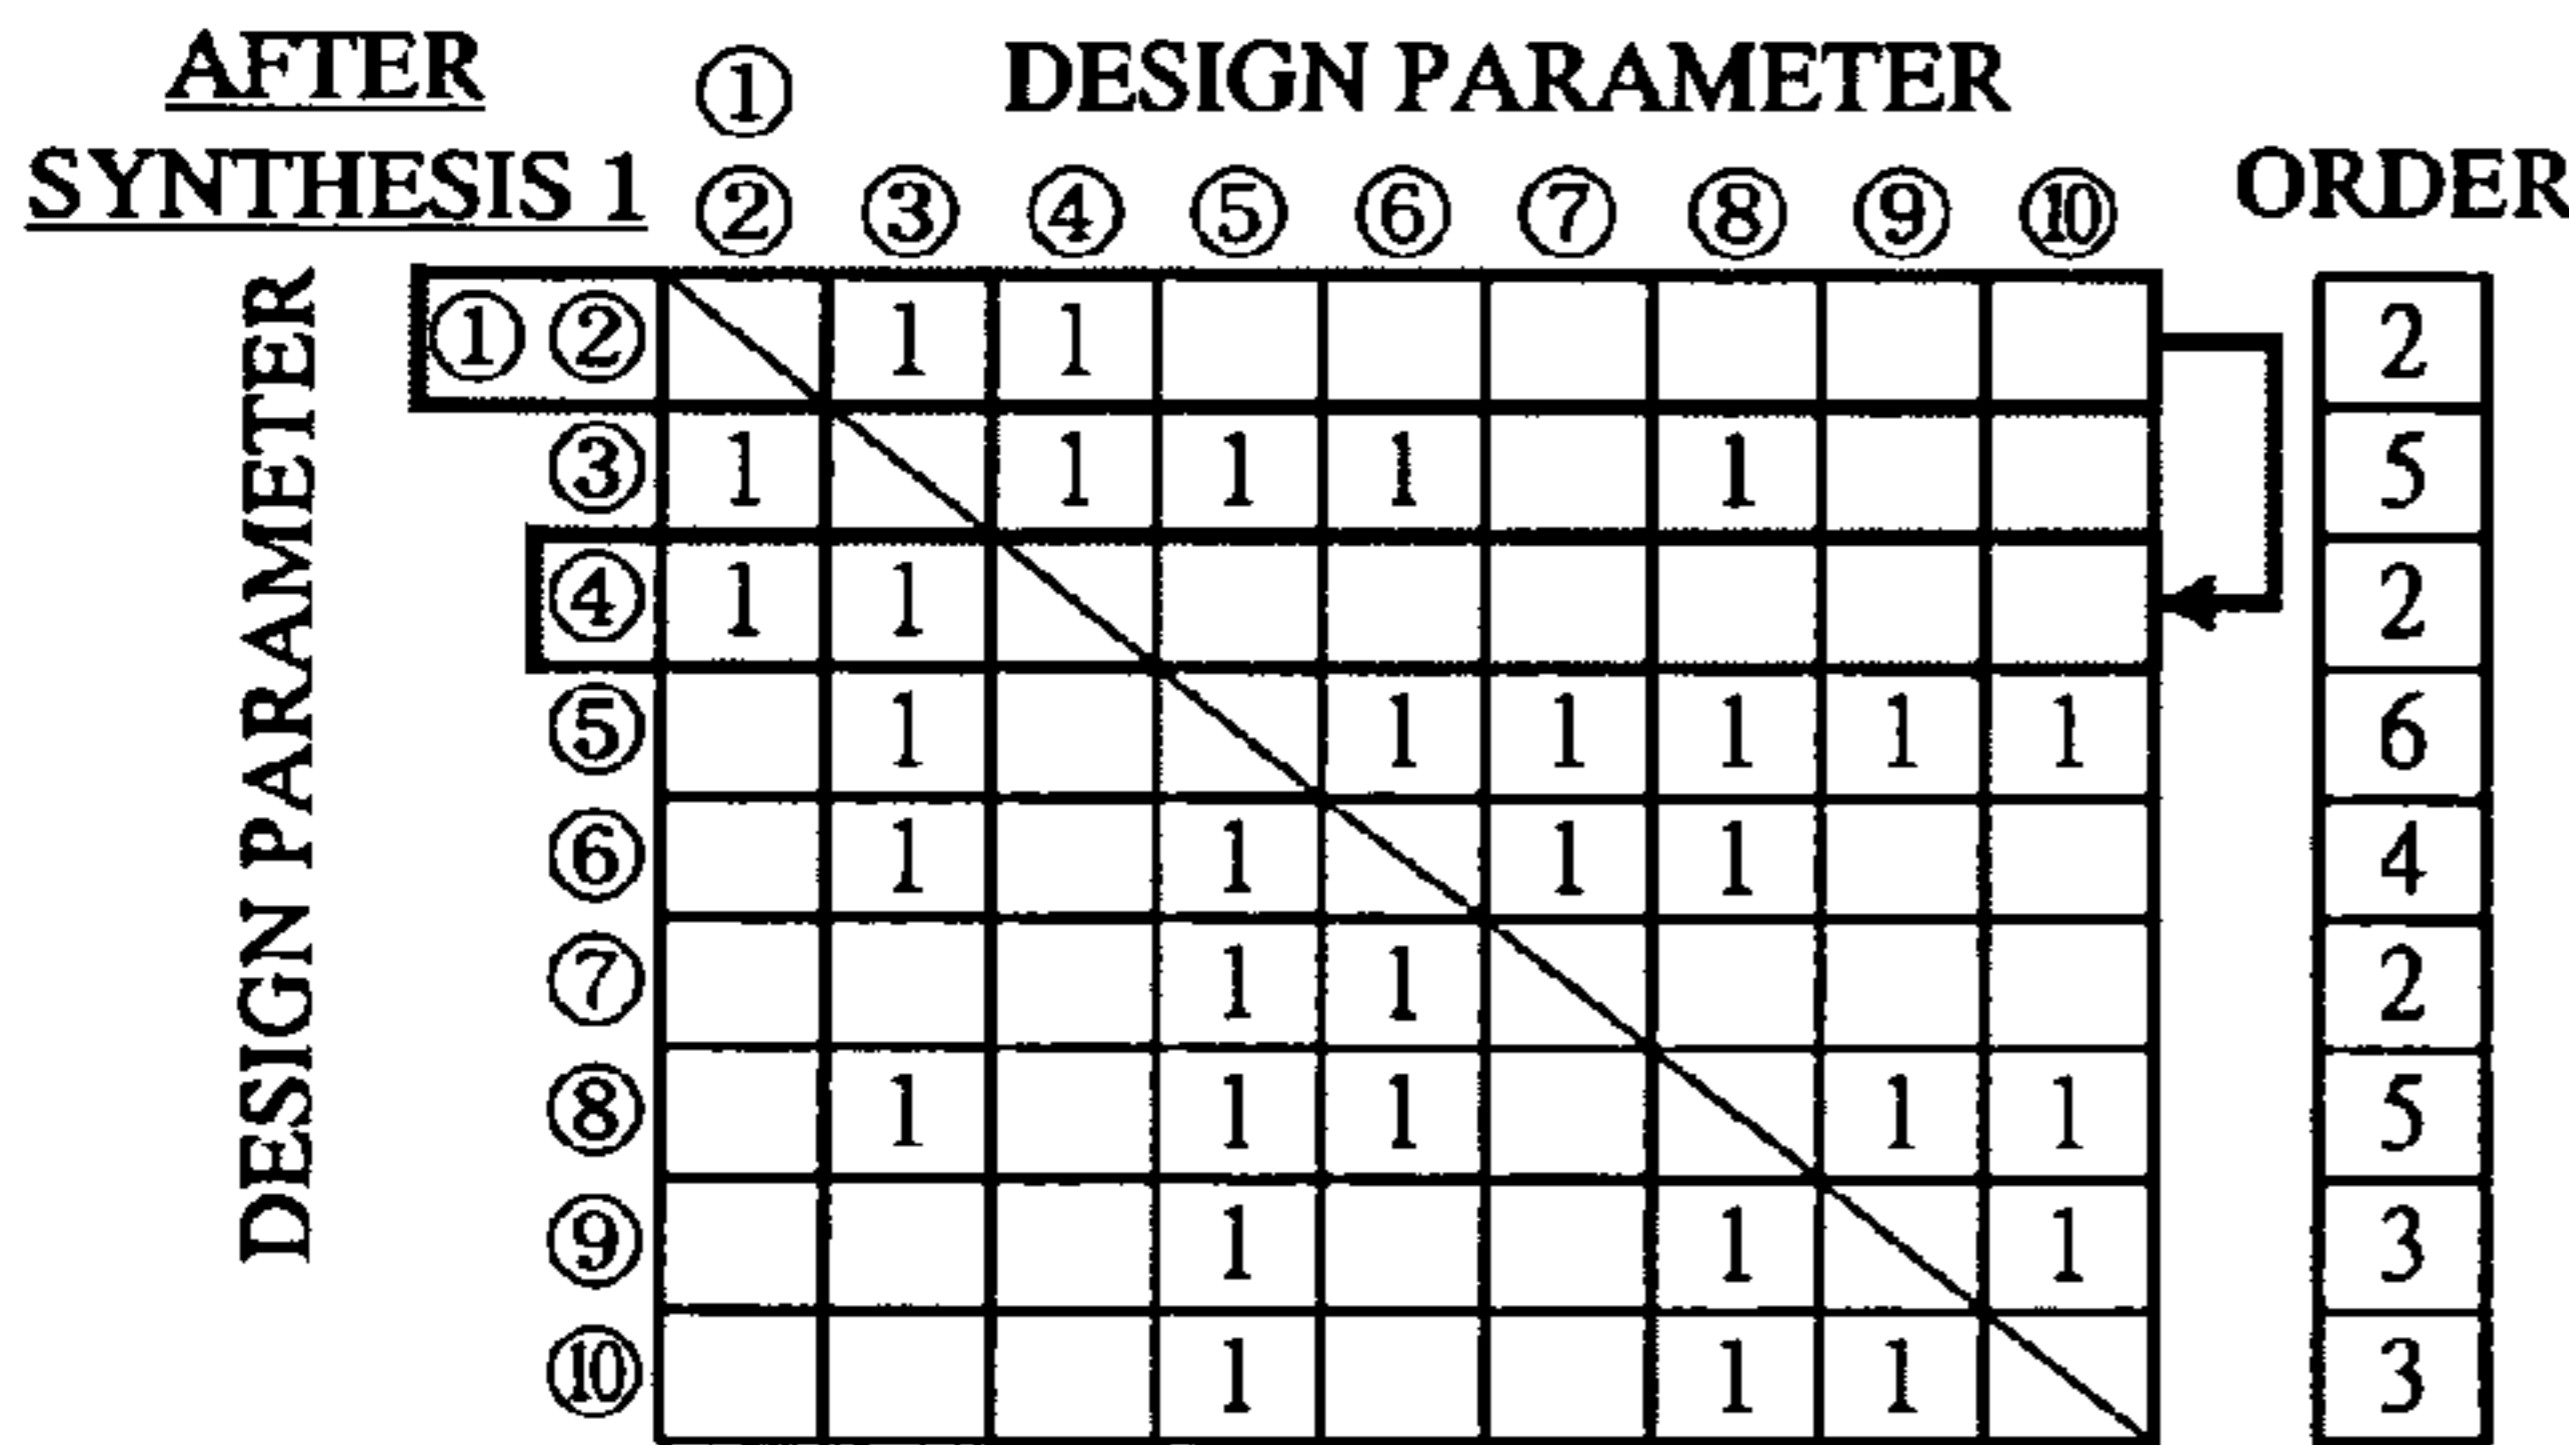 AFTER ① DESIGN PARAMETER
SYNTHESIS 1 ② ③ ④ ⑤ ⑥ ⑦ ⑧ ⑨ ⑩ ORDER
DESIGN PARAMETER
① ② 1 1 2
③ 1 1 1 1 1 5
④ 1 1 2
⑤ 1 1 1 1 1 1 6
⑥ 1 1 1 1 4
⑦ 1 1 2
⑧ 1 1 1 1 1 5
⑨ 1 1 1 3
⑩ 1 1 1 3